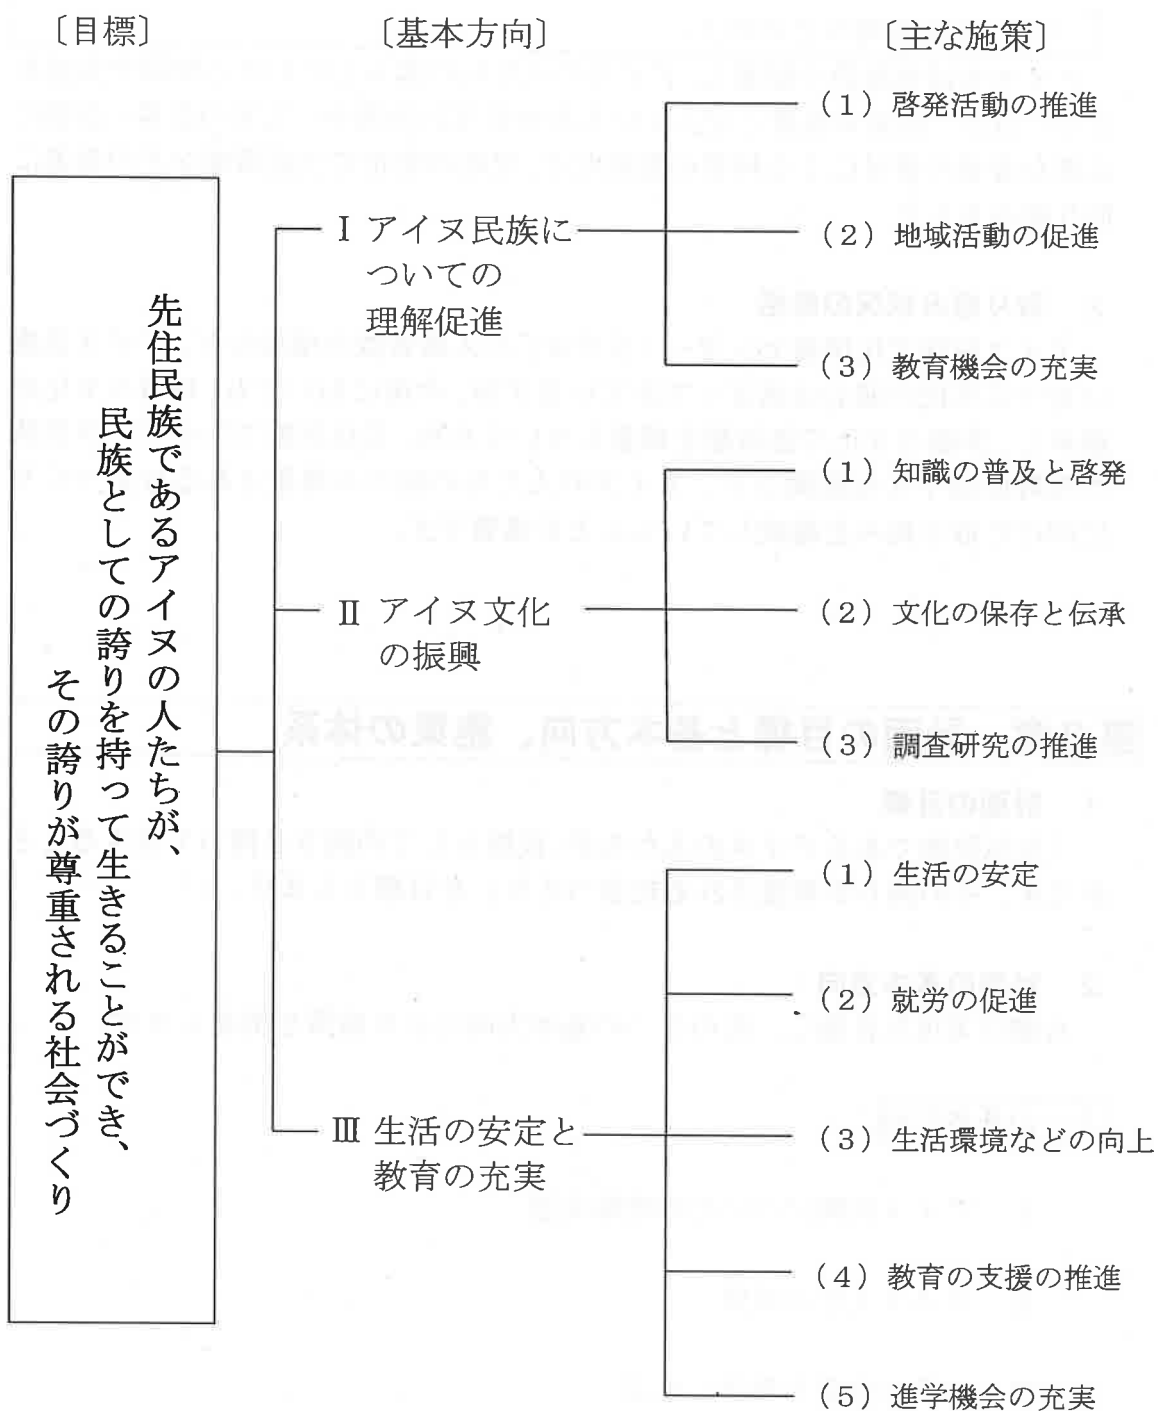 〔目標〕
〔基本方向〕
〔主な施策〕
先住民族であるアイヌの人たちが、
民族としての誇りを持って生きることができ、
その誇りが尊重される社会づくり
Ⅰ アイヌ民族に
ついての
理解促進
（１）啓発活動の推進
（２）地域活動の促進
（３）教育機会の充実
Ⅱ アイヌ文化
の振興
（１）知識の普及と啓発
（２）文化の保存と伝承
（３）調査研究の推進
Ⅲ 生活の安定と
教育の充実
（１）生活の安定
（２）就労の促進
（３）生活環境などの向上
（４）教育の支援の推進
（５）進学機会の充実